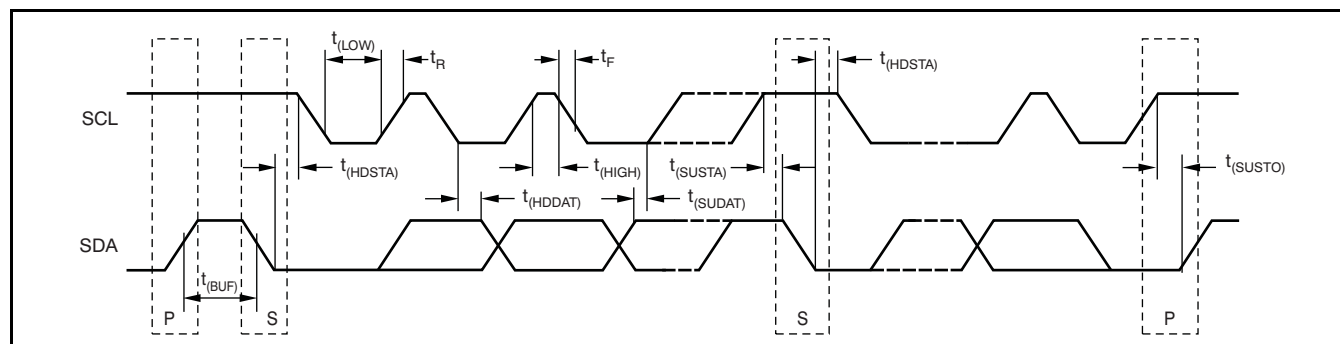 t(LOW)
tR
tF
t(HDSTA)
SCL
t(HDSTA)
t(HIGH)
t(SUSTA)
t(SUSTO)
t(HDDAT)
t(SUDAT)
SDA
t(BUF)
P
S
S
P